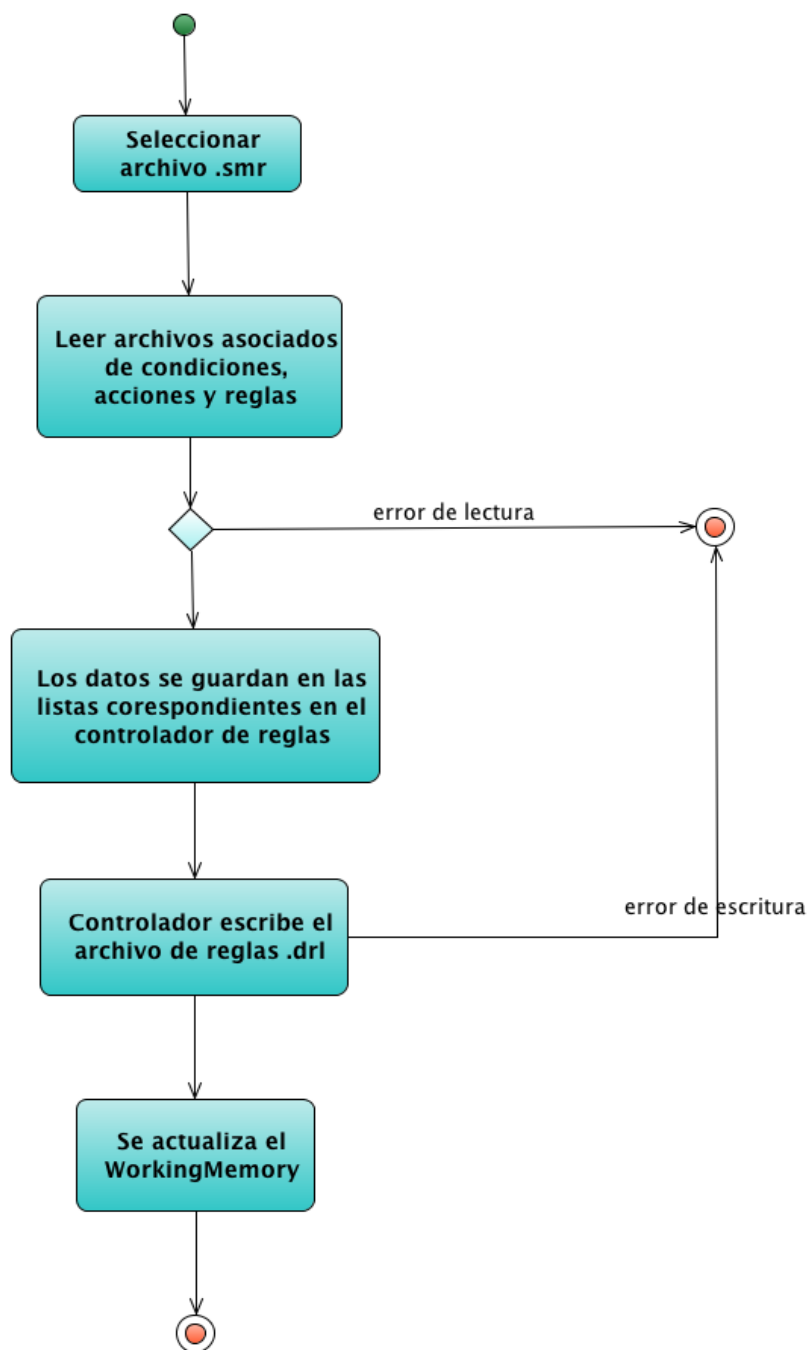 Seleccionar
archivo .smr
Leer archivos asociados
de condiciones,
acciones y reglas
error de lectura
Los datos se guardan en las
listas corespondientes en el
controlador de reglas
Controlador escribe el
archivo de reglas .drl
error de escritura
Se actualiza el
WorkingMemory